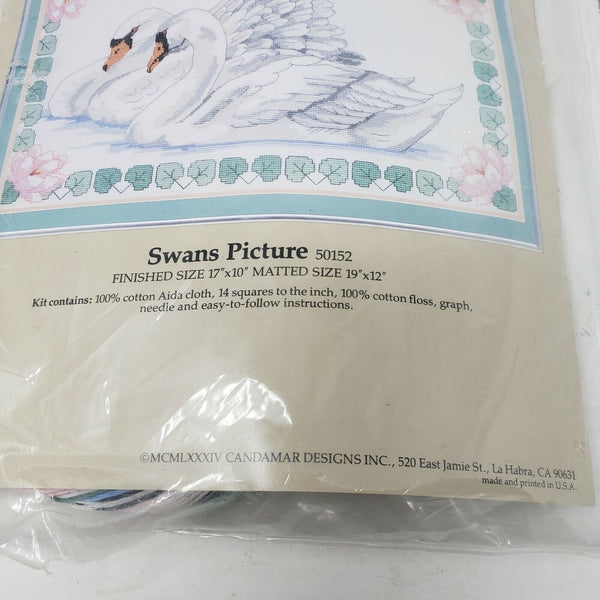 Swans Picture 50152
FINISHED SIZE 17"x10" MATTED SIZE 19"x12"
Kit contains: 100% cotton Aida cloth, 14 squares to the inch, 100% cotton floss, graph,
needle and easy-to-follow instructions.
©MCMLXXXIV CANDAMAR DESIGNS INC., 520 East Jamie St., La Habra, CA 90631
made and printed in U.S.A.